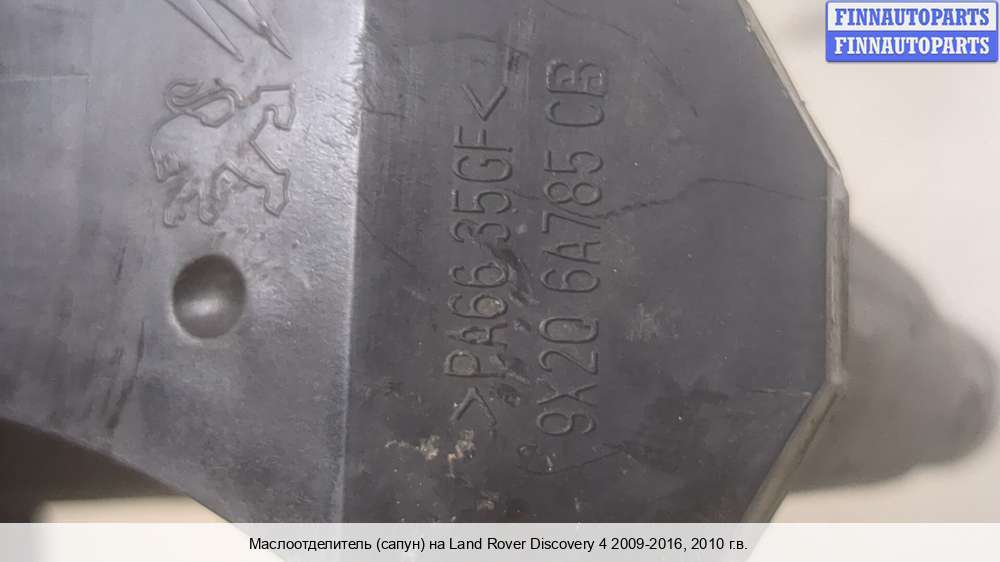 FINNAUTOPARTS
FINNAUTOPARTS
>PA66 35GF<
9X2Q 6A785 CB
Маслоотделитель (сапун) на Land Rover Discovery 4 2009-2016, 2010 г.в.